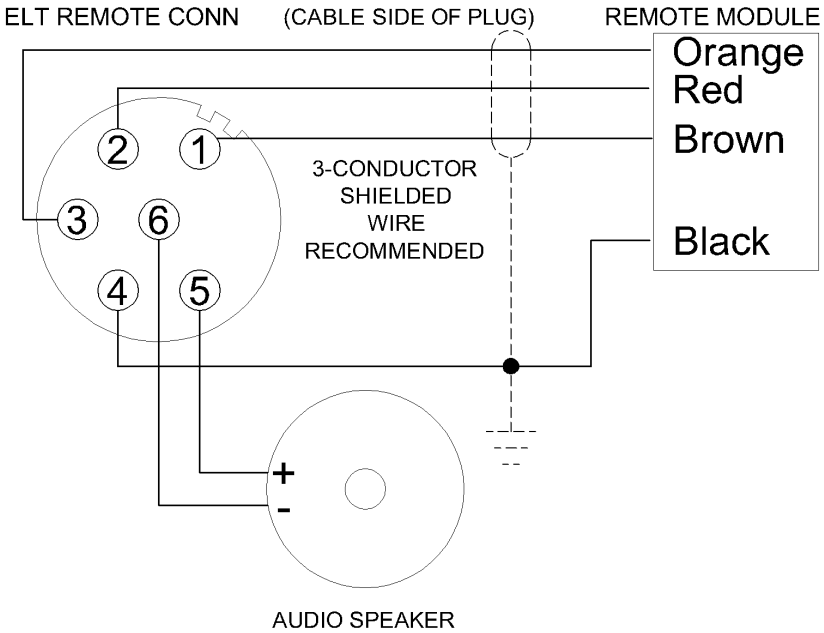 ELT REMOTE CONN
(CABLE SIDE OF PLUG)
REMOTE MODULE
Orange
Red
Brown
Black
2
1
3
6
4
5
3-CONDUCTOR
SHIELDED
WIRE
RECOMMENDED
+
-
AUDIO SPEAKER